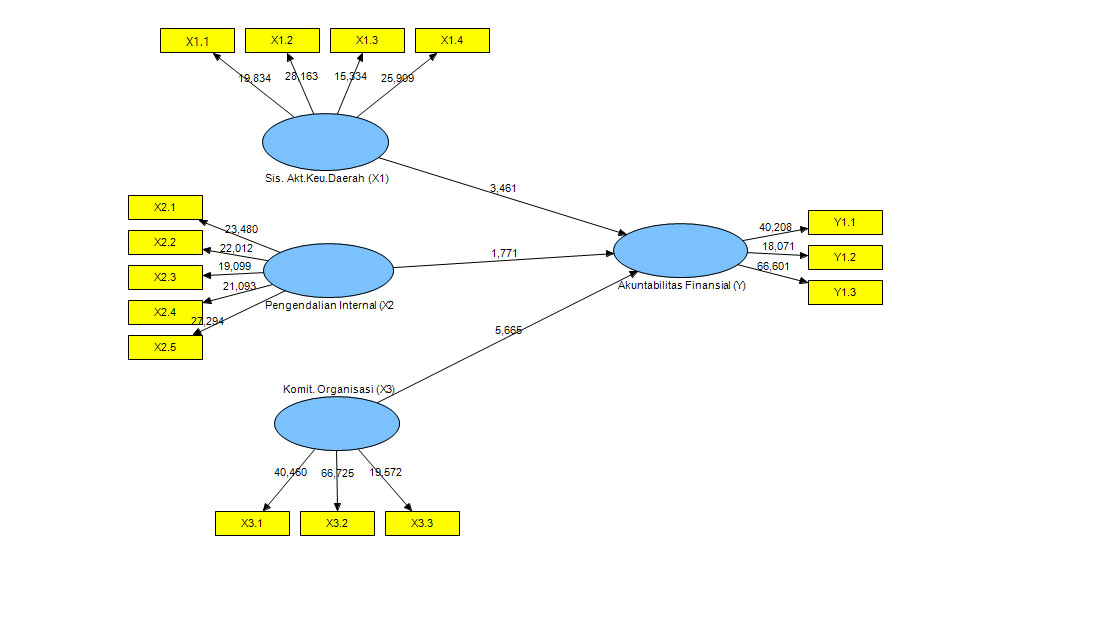 X1.1
X1.2
X1.3
X1.4
19,834
28,163
15,334
25,909
Sis. Akt.Keu.Daerah (X1)
3,461
X2.1
X2.2
X2.3
X2.4
X2.5
23,480
22,012
19,099
21,093
27,294
Pengendalian Internal (X2
1,771
Akuntabilitas Finansial (Y)
40,208
18,071
66,601
Y1.1
Y1.2
Y1.3
5,665
Komit. Organisasi (X3)
40,460
66,725
19,572
X3.1
X3.2
X3.3